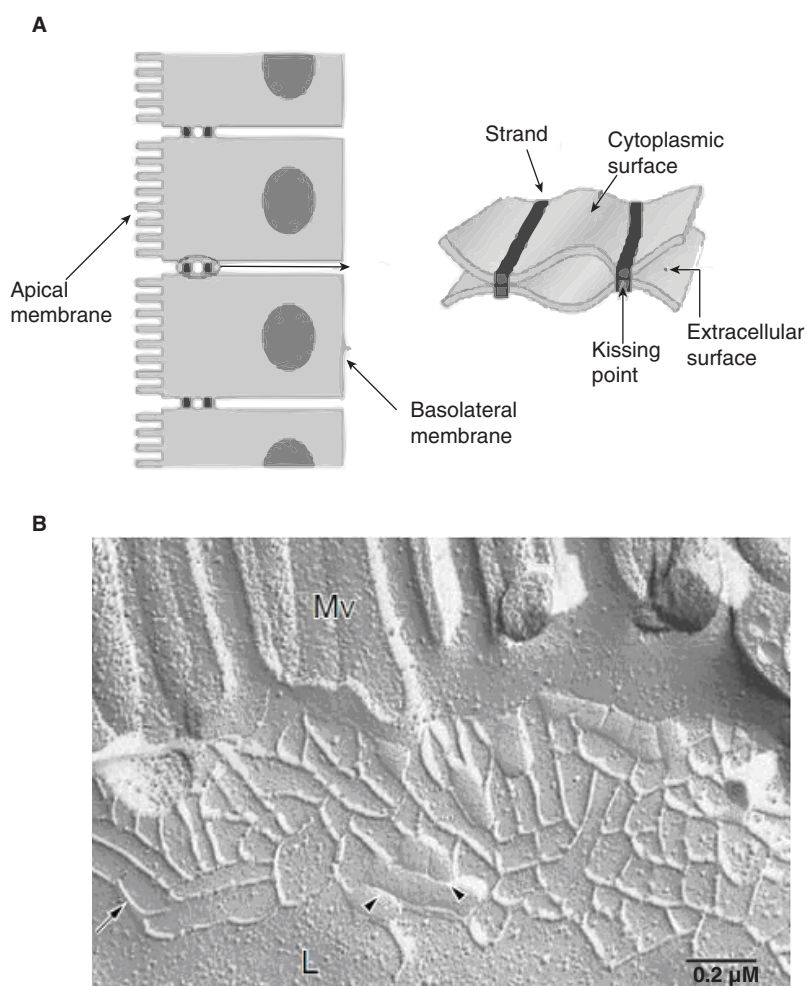 A
Strand
Cytoplasmic
surface
Apical
membrane
Kissing
point
Extracellular
surface
Basolateral
membrane
B
Mv
L
0.2 µM